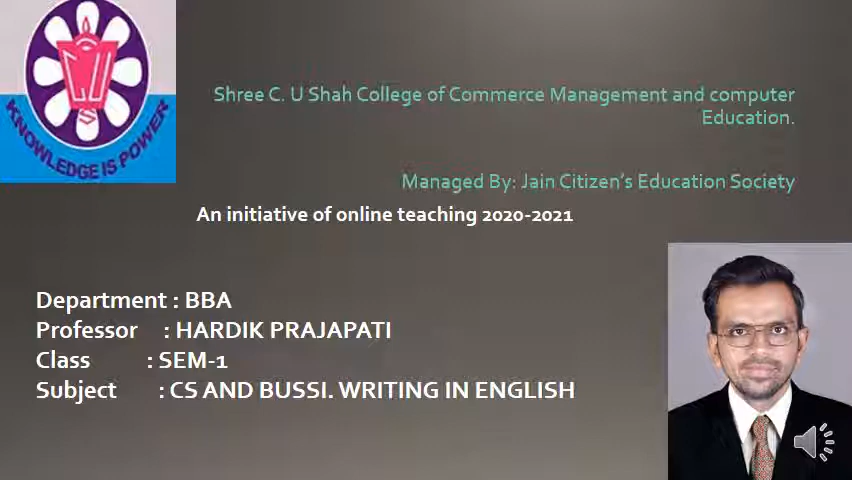 KNOWLEDGE IS POWER
Shree C. U Shah College of Commerce Management and computer
Education.
Managed By: Jain Citizen's Education Society
An initiative of online teaching 2020-2021
Department : BBA
Professor : HARDIK PRAJAPATI
Class : SEM-1
Subject : CS AND BUSSI. WRITING IN ENGLISH